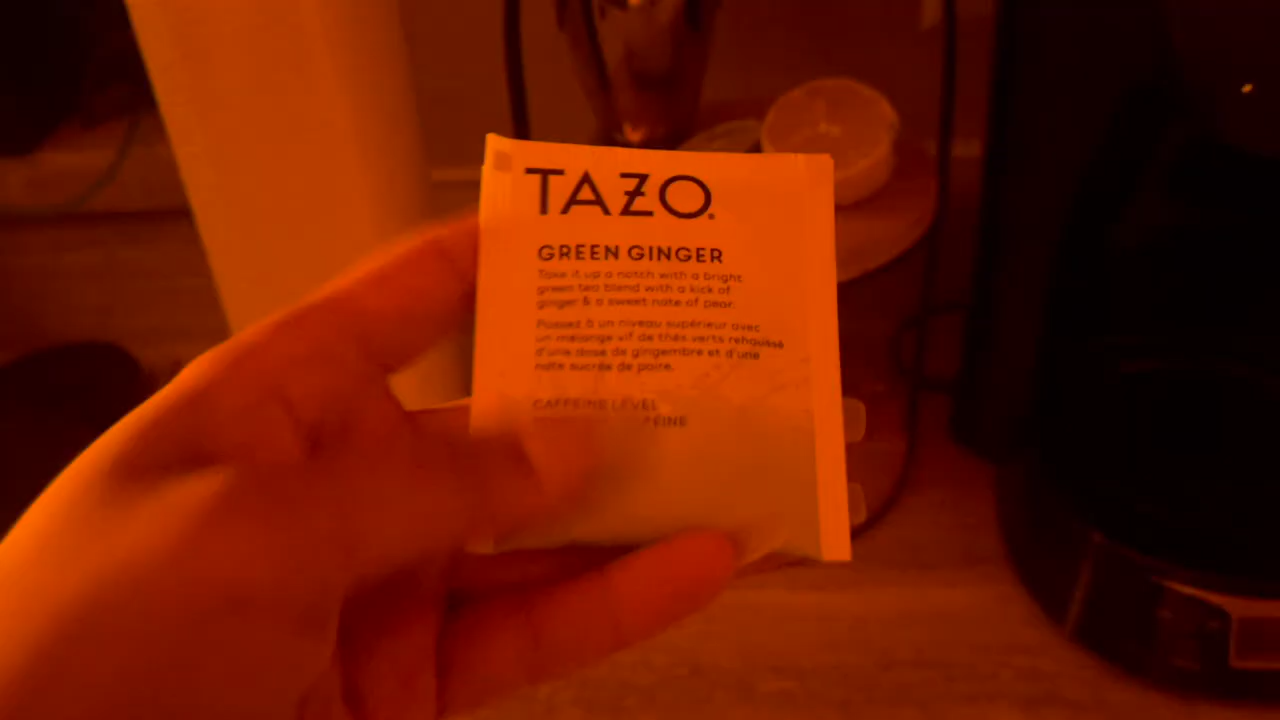 TAZO.
GREEN GINGER
Take it up a notch with a bright
green tea blend with a kick of
ginger & a sweet note of pear.
Passez à un niveau supérieur avec
un mélange vif de thés verts rehaussé
d'une dose de gingembre et d'une
note sucrée de poire.
CAFFEINE LEVEL